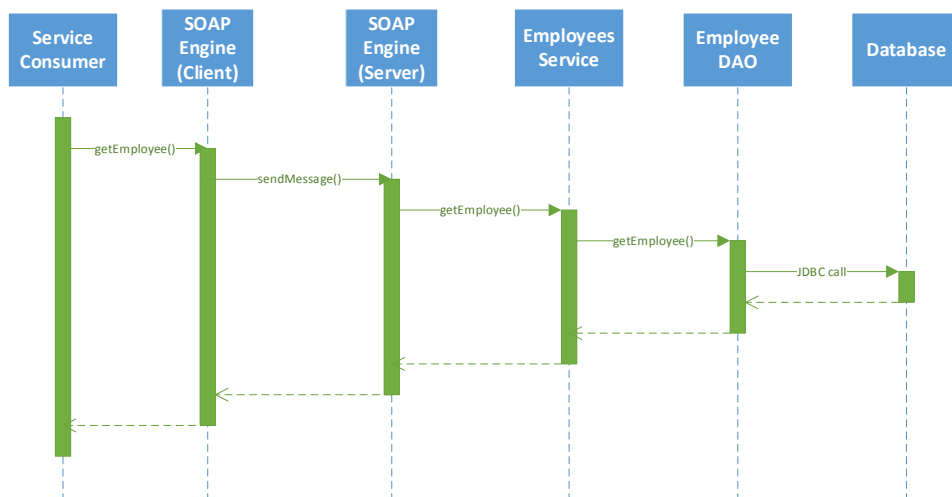 Service
Consumer
SOAP
Engine
(Client)
SOAP
Engine
(Server)
Employees
Service
Employee
DAO
Database
getEmployee()
sendMessage()
getEmployee()
getEmployee()
JDBC call